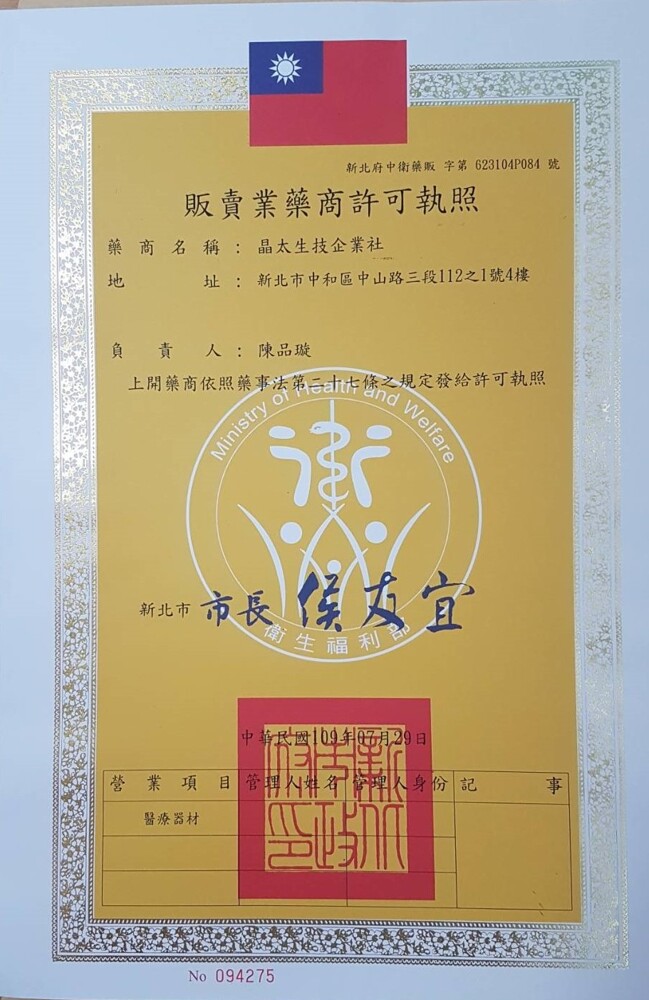 新北府中衛藥販 字第 623104P084 號
販賣業藥商許可執照
藥商名稱：晶太生技企業社
地址：新北市中和區中山路三段112之1號4樓
負責人：陳品璇
上開藥商依照藥事法第二十七條之規定發給許可執照
Ministry of Health and Welfare
新北市 市長 侯友宜
衛生福利部
中華民國109年07月29日
營業項目 管理人姓名 管理人身份 記事
醫療器材
新北市政府印
No 094275